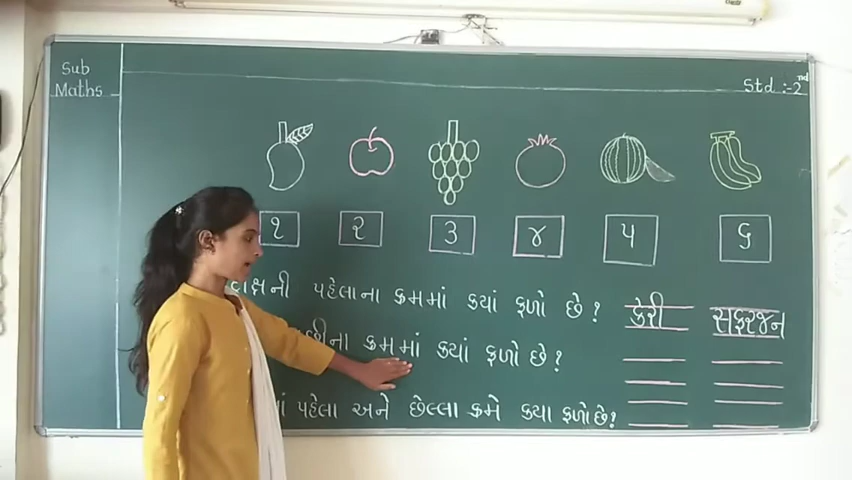 Sub
Maths
Std :- 2nd
૧ ૨ ૩ ૪ ૫ ૬
દ્રાક્ષની પહેલાના ક્રમમાં ક્યાં ફળો છે? કેરી સફરજન
ક્રમમાં ક્યાં ફળો છે?
પહેલા અને છેલ્લા ક્રમે ક્યા ફળો છે?